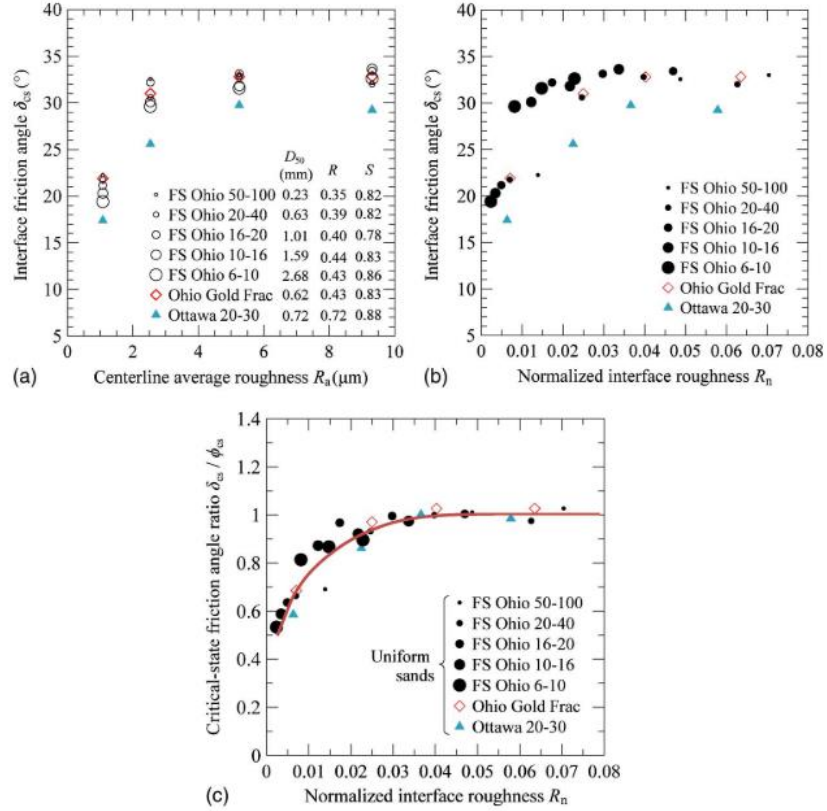 40
35
30
25
20
15
10
5
Interface friction angle δcs (°)
D50 (mm) R S
FS Ohio 50-100 0.23 0.35 0.82
FS Ohio 20-40 0.63 0.39 0.82
FS Ohio 16-20 1.01 0.40 0.78
FS Ohio 10-16 1.59 0.44 0.83
FS Ohio 6-10 2.68 0.43 0.86
Ohio Gold Frac 0.62 0.43 0.83
Ottawa 20-30 0.72 0.72 0.88
0 2 4 6 8 10
(a) Centerline average roughness Ra (μm)
40
35
30
25
20
15
10
5
Interface friction angle δcs (°)
FS Ohio 50-100
FS Ohio 20-40
FS Ohio 16-20
FS Ohio 10-16
FS Ohio 6-10
Ohio Gold Frac
Ottawa 20-30
0 0.01 0.02 0.03 0.04 0.05 0.06 0.07 0.08
(b) Normalized interface roughness Rn
1.4
1.2
1
0.8
0.6
0.4
0.2
0
Critical-state friction angle ratio δcs / ϕcs
Uniform sands
FS Ohio 50-100
FS Ohio 20-40
FS Ohio 16-20
FS Ohio 10-16
FS Ohio 6-10
Ohio Gold Frac
Ottawa 20-30
0 0.01 0.02 0.03 0.04 0.05 0.06 0.07 0.08
(c) Normalized interface roughness Rn